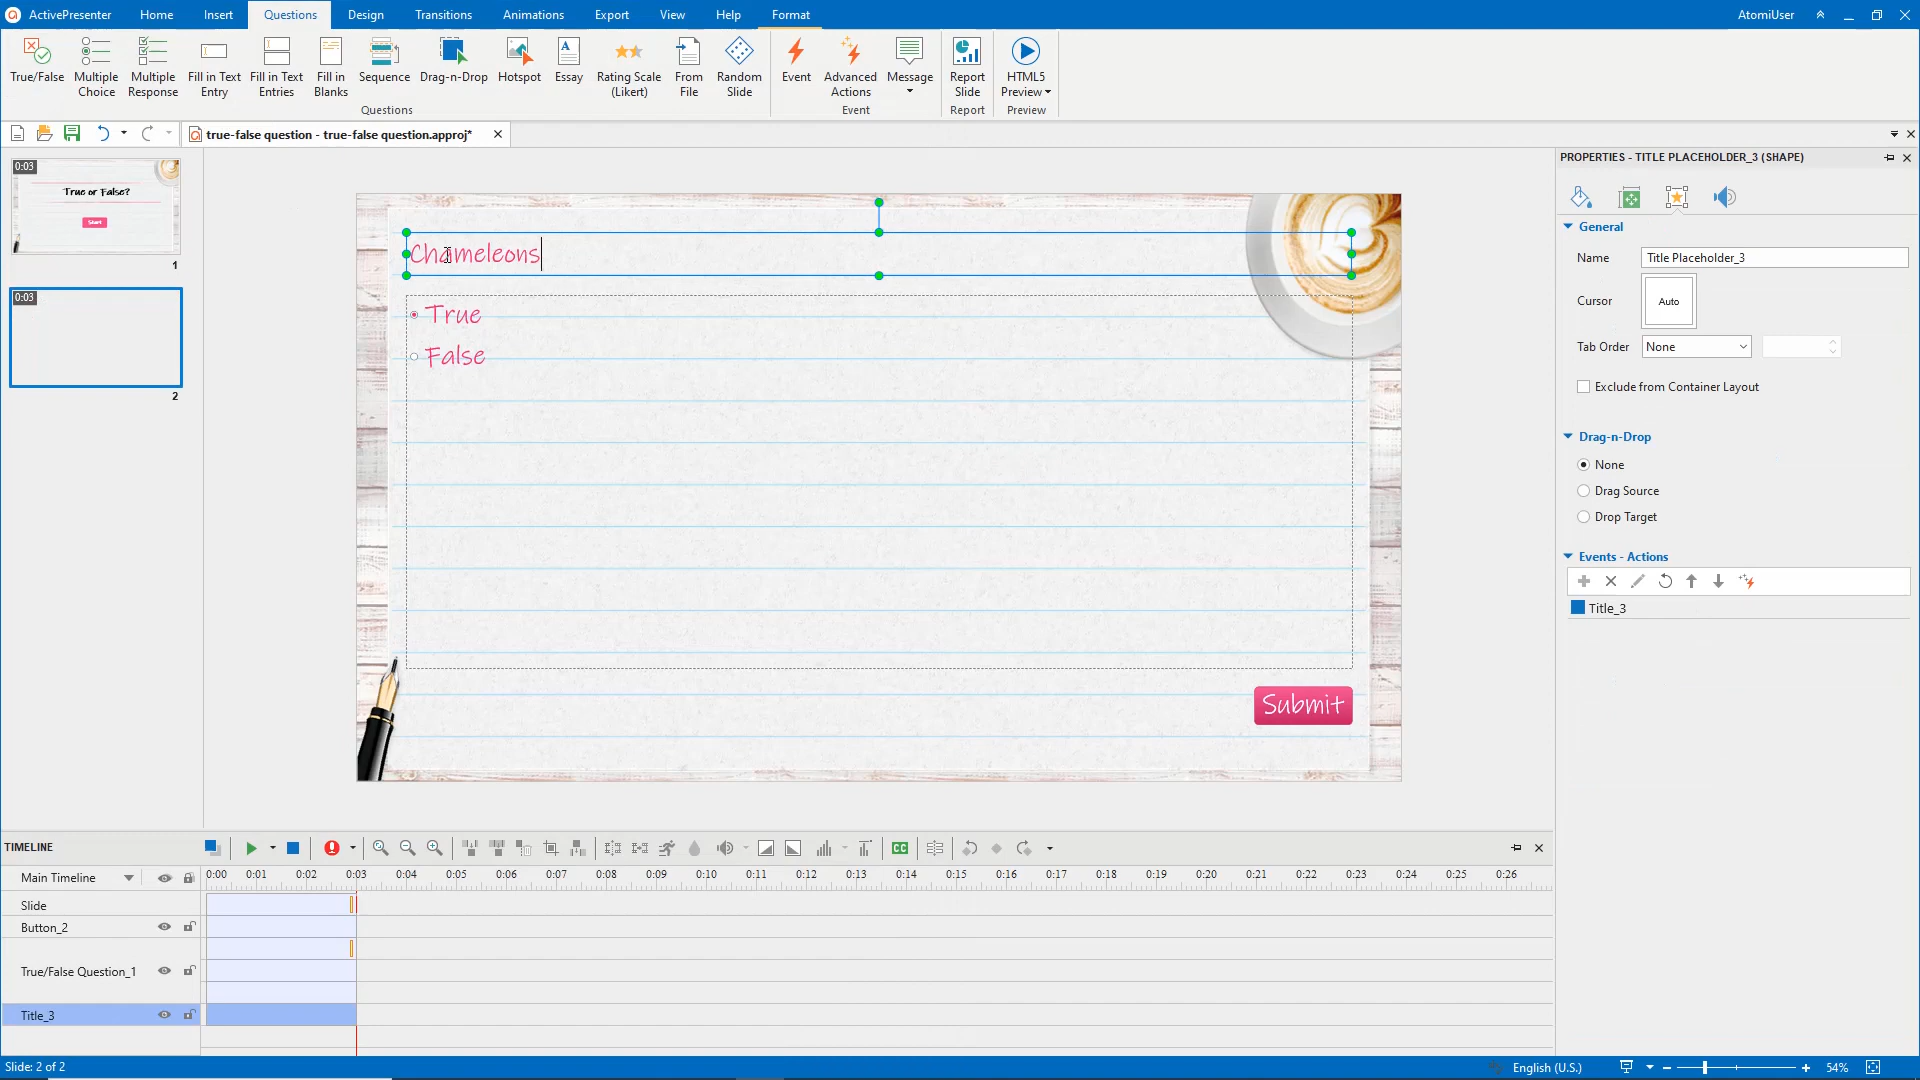 ActivePresenter Home Insert Questions Design Transitions Animations Export View Help Format AtomiUser
True/False
Multiple Choice
Multiple Response
Fill in Text Entry
Fill in Text Entries
Fill in Blanks
Sequence
Drag-n-Drop
Hotspot
Essay
Rating Scale (Likert)
From File
Random Slide
Event
Advanced Actions
Message
Report Slide
HTML5 Preview
Questions Event Report Preview
true-false question - true-false question.approj*
0:03
True or False?
Start
1
0:03
2
Chameleons
True
False
Submit
PROPERTIES - TITLE PLACEHOLDER_3 (SHAPE)
General
Name Title Placeholder_3
Cursor Auto
Tab Order None
Exclude from Container Layout
Drag-n-Drop
None
Drag Source
Drop Target
Events - Actions
Title_3
TIMELINE
CC
Main Timeline 0:00 0:01 0:02 0:03 0:04 0:05 0:06 0:07 0:08 0:09 0:10 0:11 0:12 0:13 0:14 0:15 0:16 0:17 0:18 0:19 0:20 0:21 0:22 0:23 0:24 0:25 0:26
Slide
Button_2
True/False Question_1
Title_3
Slide: 2 of 2 English (U.S.) 54%